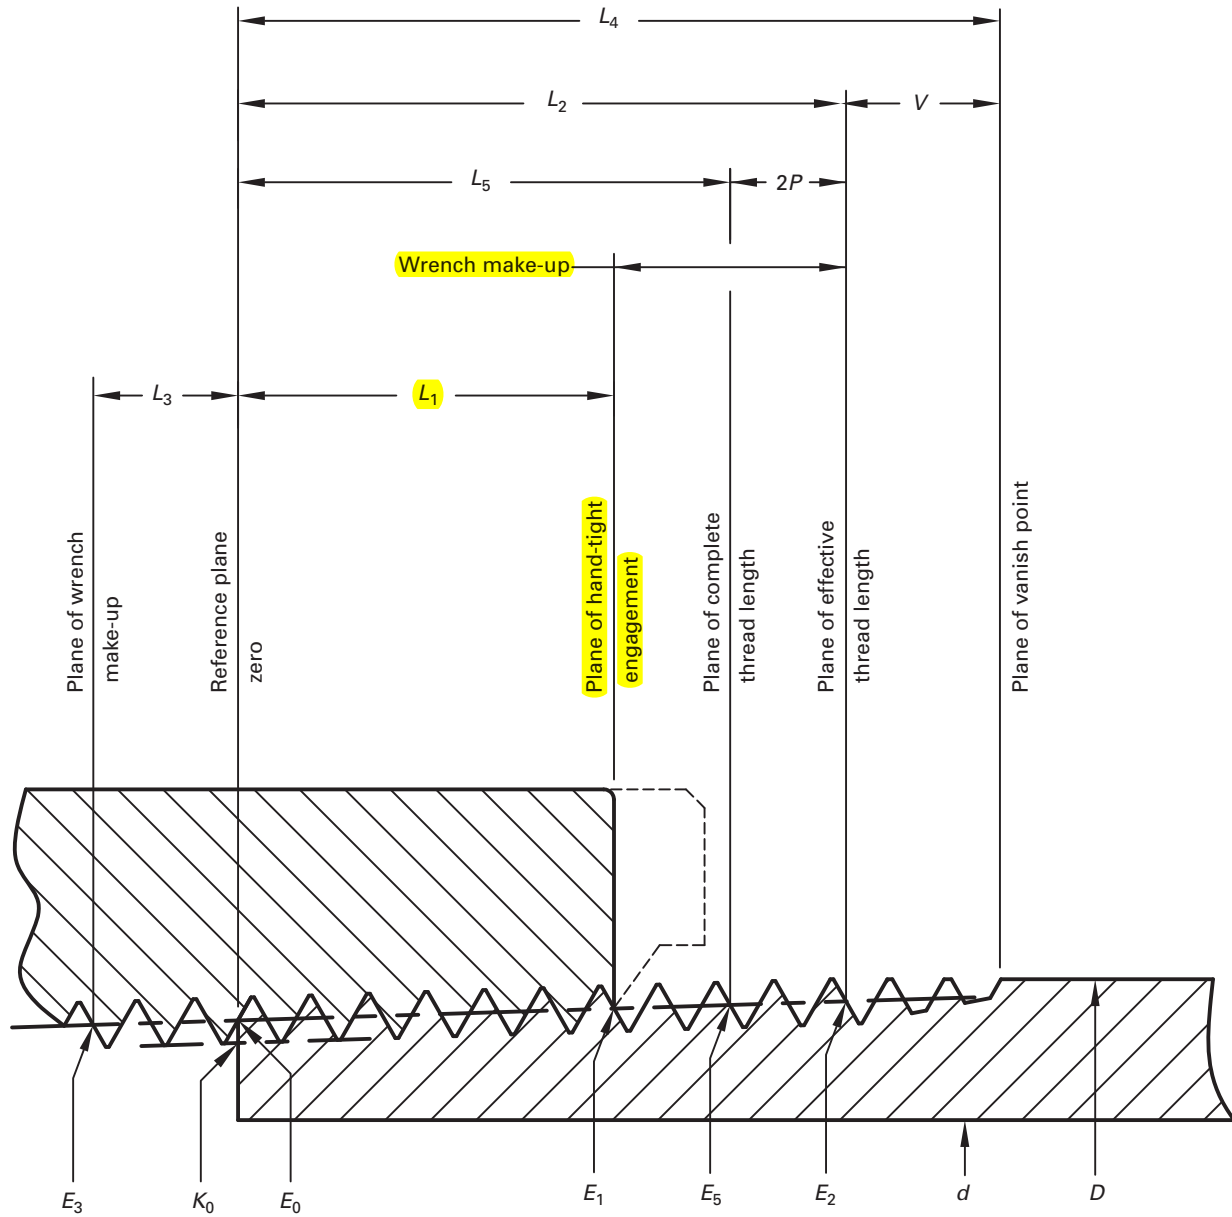 L4
L2
V
L5
2P
Wrench make-up
L3
L1
Plane of wrench
make-up
Reference plane
zero
Plane of hand-tight
engagement
Plane of complete
thread length
Plane of effective
thread length
Plane of vanish point
E3
K0
E0
E1
E5
E2
d
D